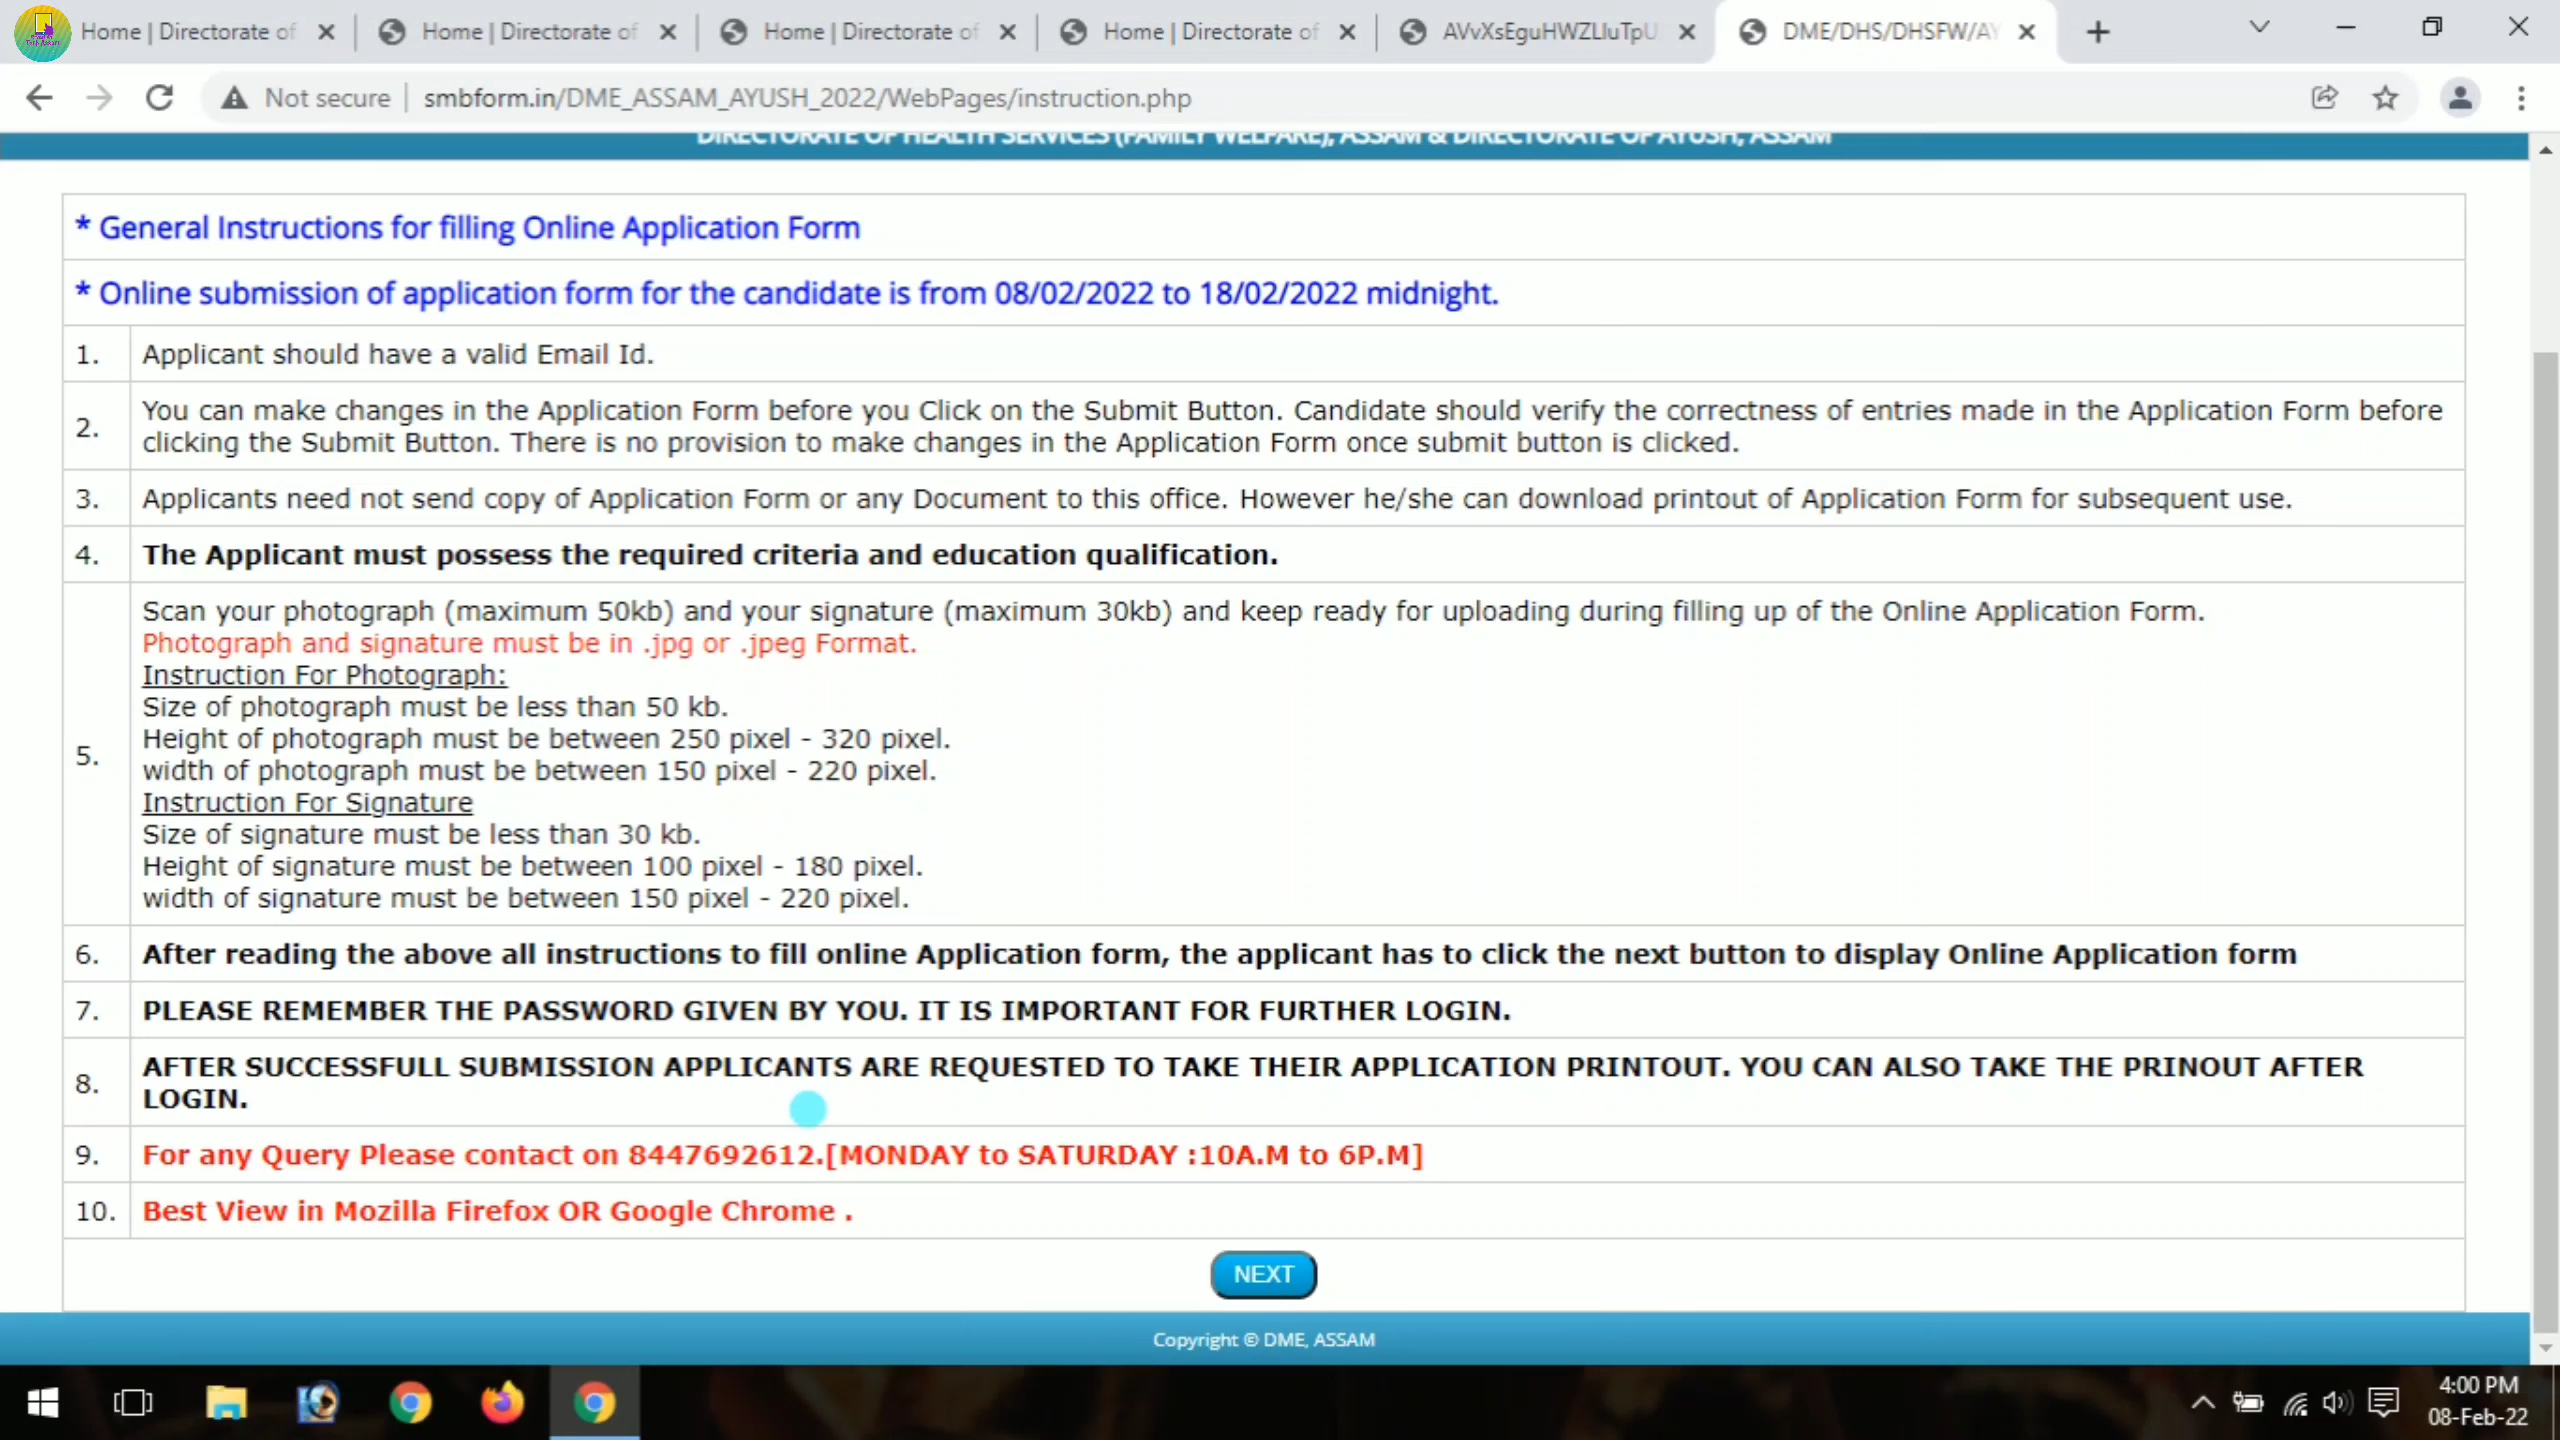 Home | Directorate of
Home | Directorate of
Home | Directorate of
Home | Directorate of
AVvXsEguHWZLIuTpU
DME/DHS/DHSFW/AY
Not secure
smbform.in/DME_ASSAM_AYUSH_2022/WebPages/instruction.php
DIRECTORATE OF HEALTH SERVICES (FAMILY WELFARE), ASSAM & DIRECTORATE OF AYUSH, ASSAM
* General Instructions for filling Online Application Form
* Online submission of application form for the candidate is from 08/02/2022 to 18/02/2022 midnight.
1. Applicant should have a valid Email Id.
2. You can make changes in the Application Form before you Click on the Submit Button. Candidate should verify the correctness of entries made in the Application Form before
clicking the Submit Button. There is no provision to make changes in the Application Form once submit button is clicked.
3. Applicants need not send copy of Application Form or any Document to this office. However he/she can download printout of Application Form for subsequent use.
4. The Applicant must possess the required criteria and education qualification.
5. Scan your photograph (maximum 50kb) and your signature (maximum 30kb) and keep ready for uploading during filling up of the Online Application Form.
Photograph and signature must be in .jpg or .jpeg Format.
Instruction For Photograph:
Size of photograph must be less than 50 kb.
Height of photograph must be between 250 pixel - 320 pixel.
width of photograph must be between 150 pixel - 220 pixel.
Instruction For Signature
Size of signature must be less than 30 kb.
Height of signature must be between 100 pixel - 180 pixel.
width of signature must be between 150 pixel - 220 pixel.
6. After reading the above all instructions to fill online Application form, the applicant has to click the next button to display Online Application form
7. PLEASE REMEMBER THE PASSWORD GIVEN BY YOU. IT IS IMPORTANT FOR FURTHER LOGIN.
8. AFTER SUCCESSFULL SUBMISSION APPLICANTS ARE REQUESTED TO TAKE THEIR APPLICATION PRINTOUT. YOU CAN ALSO TAKE THE PRINOUT AFTER
LOGIN.
9. For any Query Please contact on 8447692612.[MONDAY to SATURDAY :10A.M to 6P.M]
10. Best View in Mozilla Firefox OR Google Chrome .
NEXT
Copyright © DME, ASSAM
4:00 PM
08-Feb-22